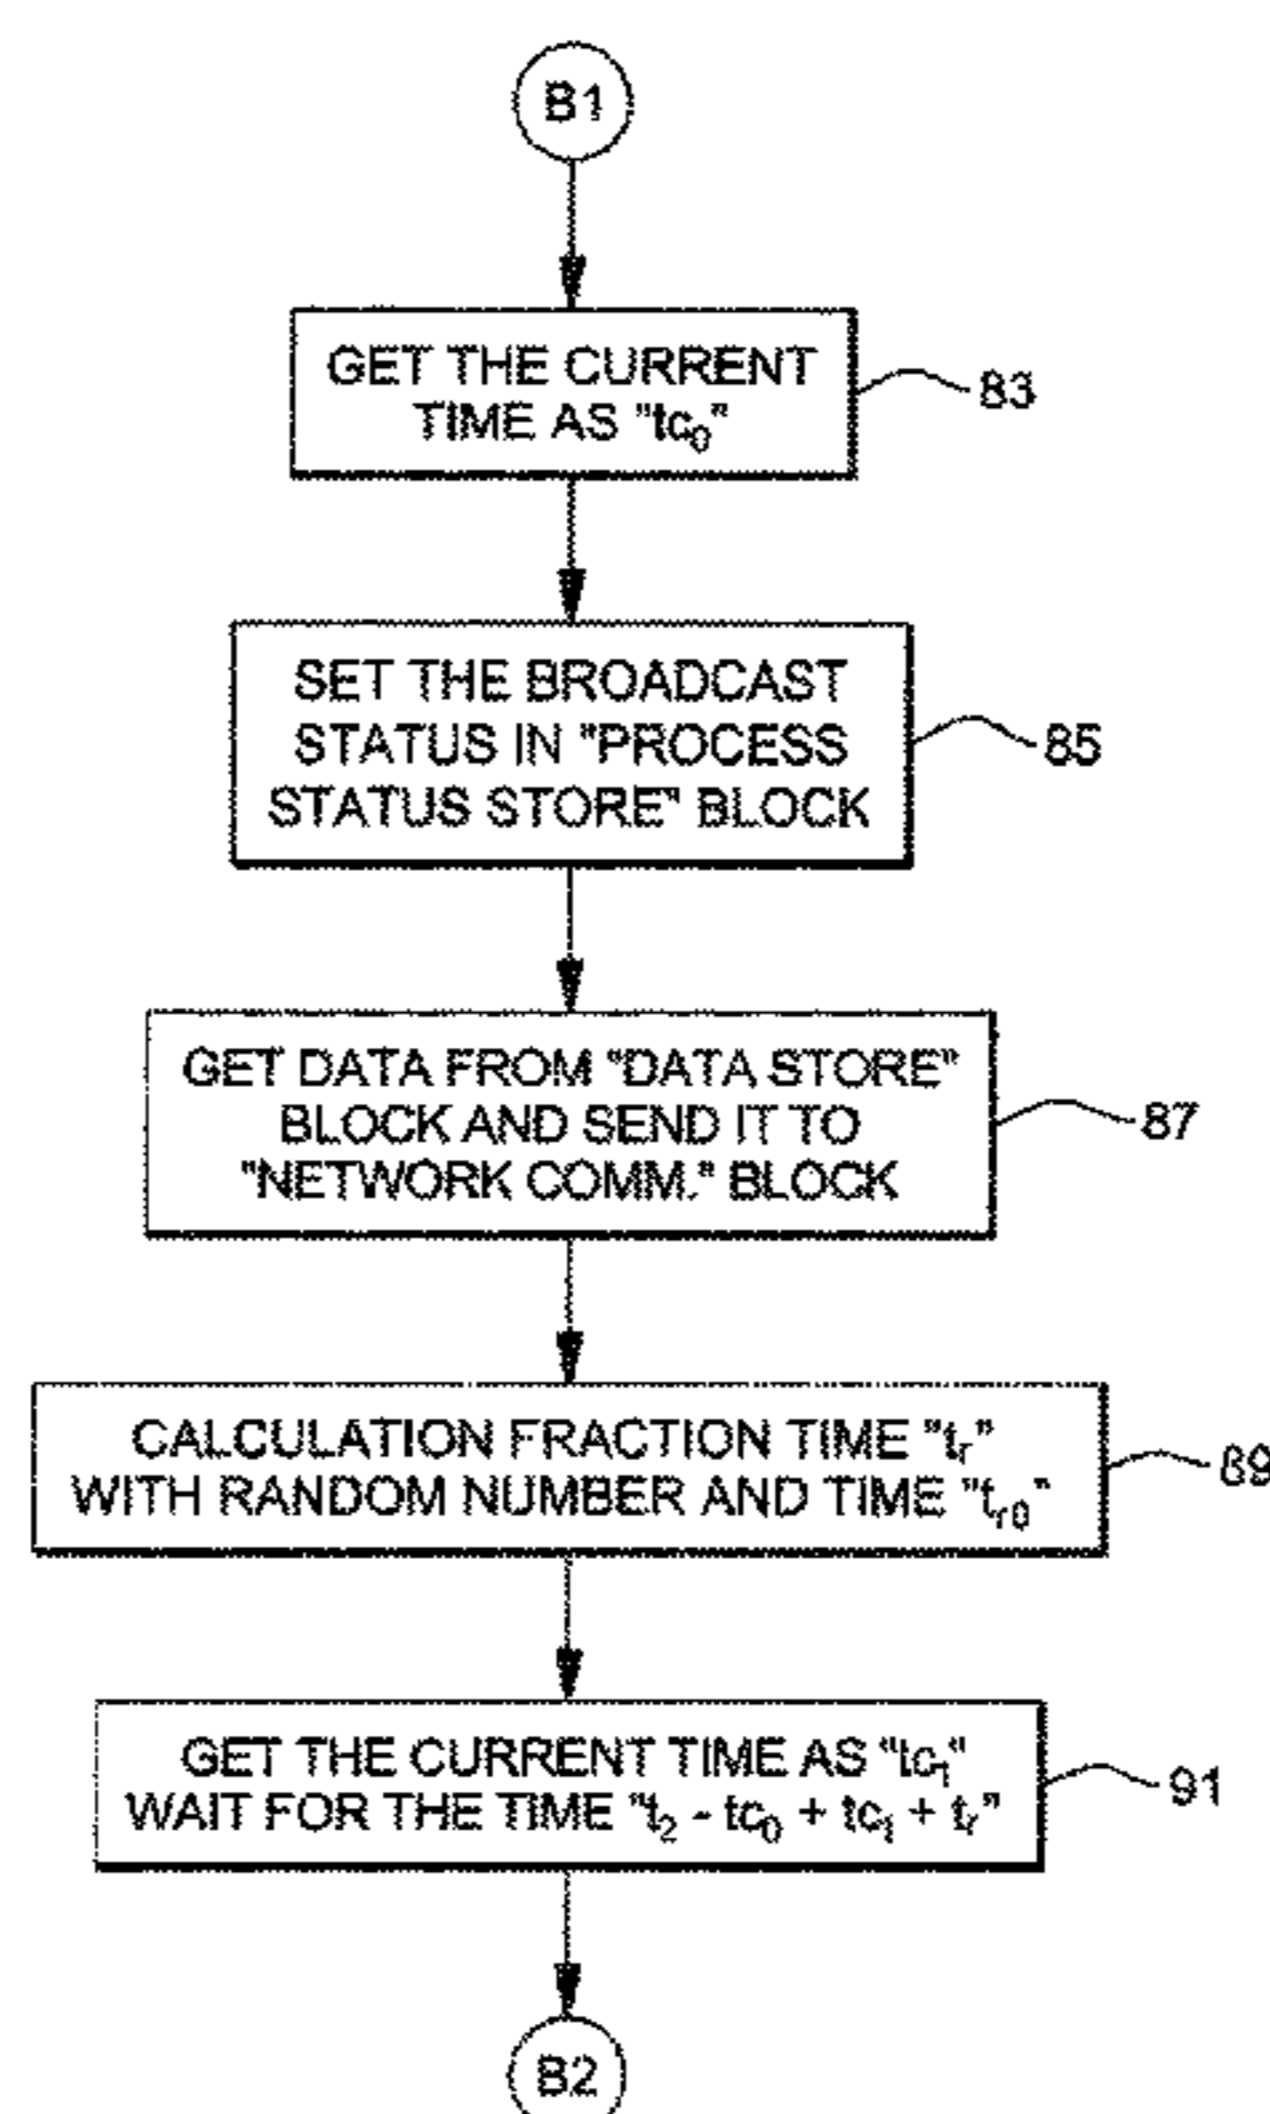 B1
GET THE CURRENT
TIME AS "tc₀"
83
SET THE BROADCAST
STATUS IN "PROCESS
STATUS STORE" BLOCK
85
GET DATA FROM "DATA STORE"
BLOCK AND SEND IT TO
"NETWORK COMM." BLOCK
87
CALCULATION FRACTION TIME "tᵣ"
WITH RANDOM NUMBER AND TIME "tᵣ₀"
89
GET THE CURRENT TIME AS "tc₁"
WAIT FOR THE TIME "t₂ - tc₀ + tc₁ + tᵣ"
91
B2